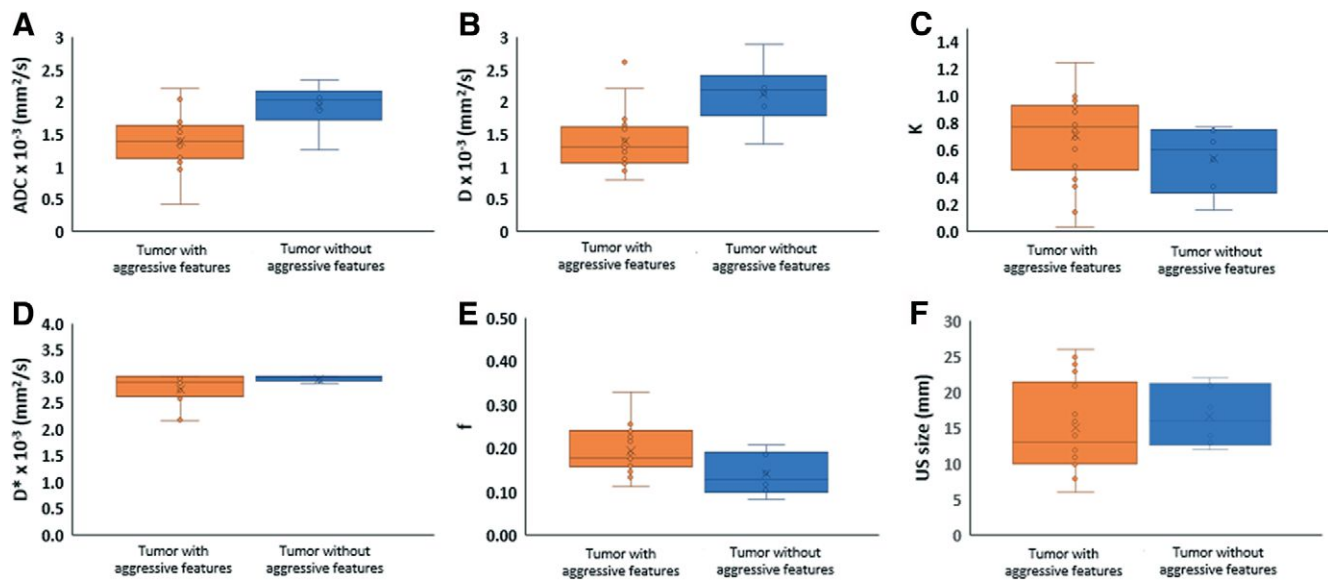 A
ADC x 10-³ (mm²/s)
3
2.5
2
1.5
1
0.5
0
Tumor with
aggressive features
Tumor without
aggressive features
B
D x 10-³ (mm²/s)
3
2.5
2
1.5
1
0.5
0
Tumor with
aggressive features
Tumor without
aggressive features
C
K
1.4
1.2
1.0
0.8
0.6
0.4
0.2
0.0
Tumor with
aggressive features
Tumor without
aggressive features
D
D* x 10-³ (mm²/s)
4.0
3.5
3.0
2.5
2.0
1.5
1.0
0.5
0.0
Tumor with
aggressive features
Tumor without
aggressive features
E
f
0.50
0.40
0.30
0.20
0.10
0.00
Tumor with
aggressive features
Tumor without
aggressive features
F
US size (mm)
30
25
20
15
10
5
0
Tumor with
aggressive features
Tumor without
aggressive features